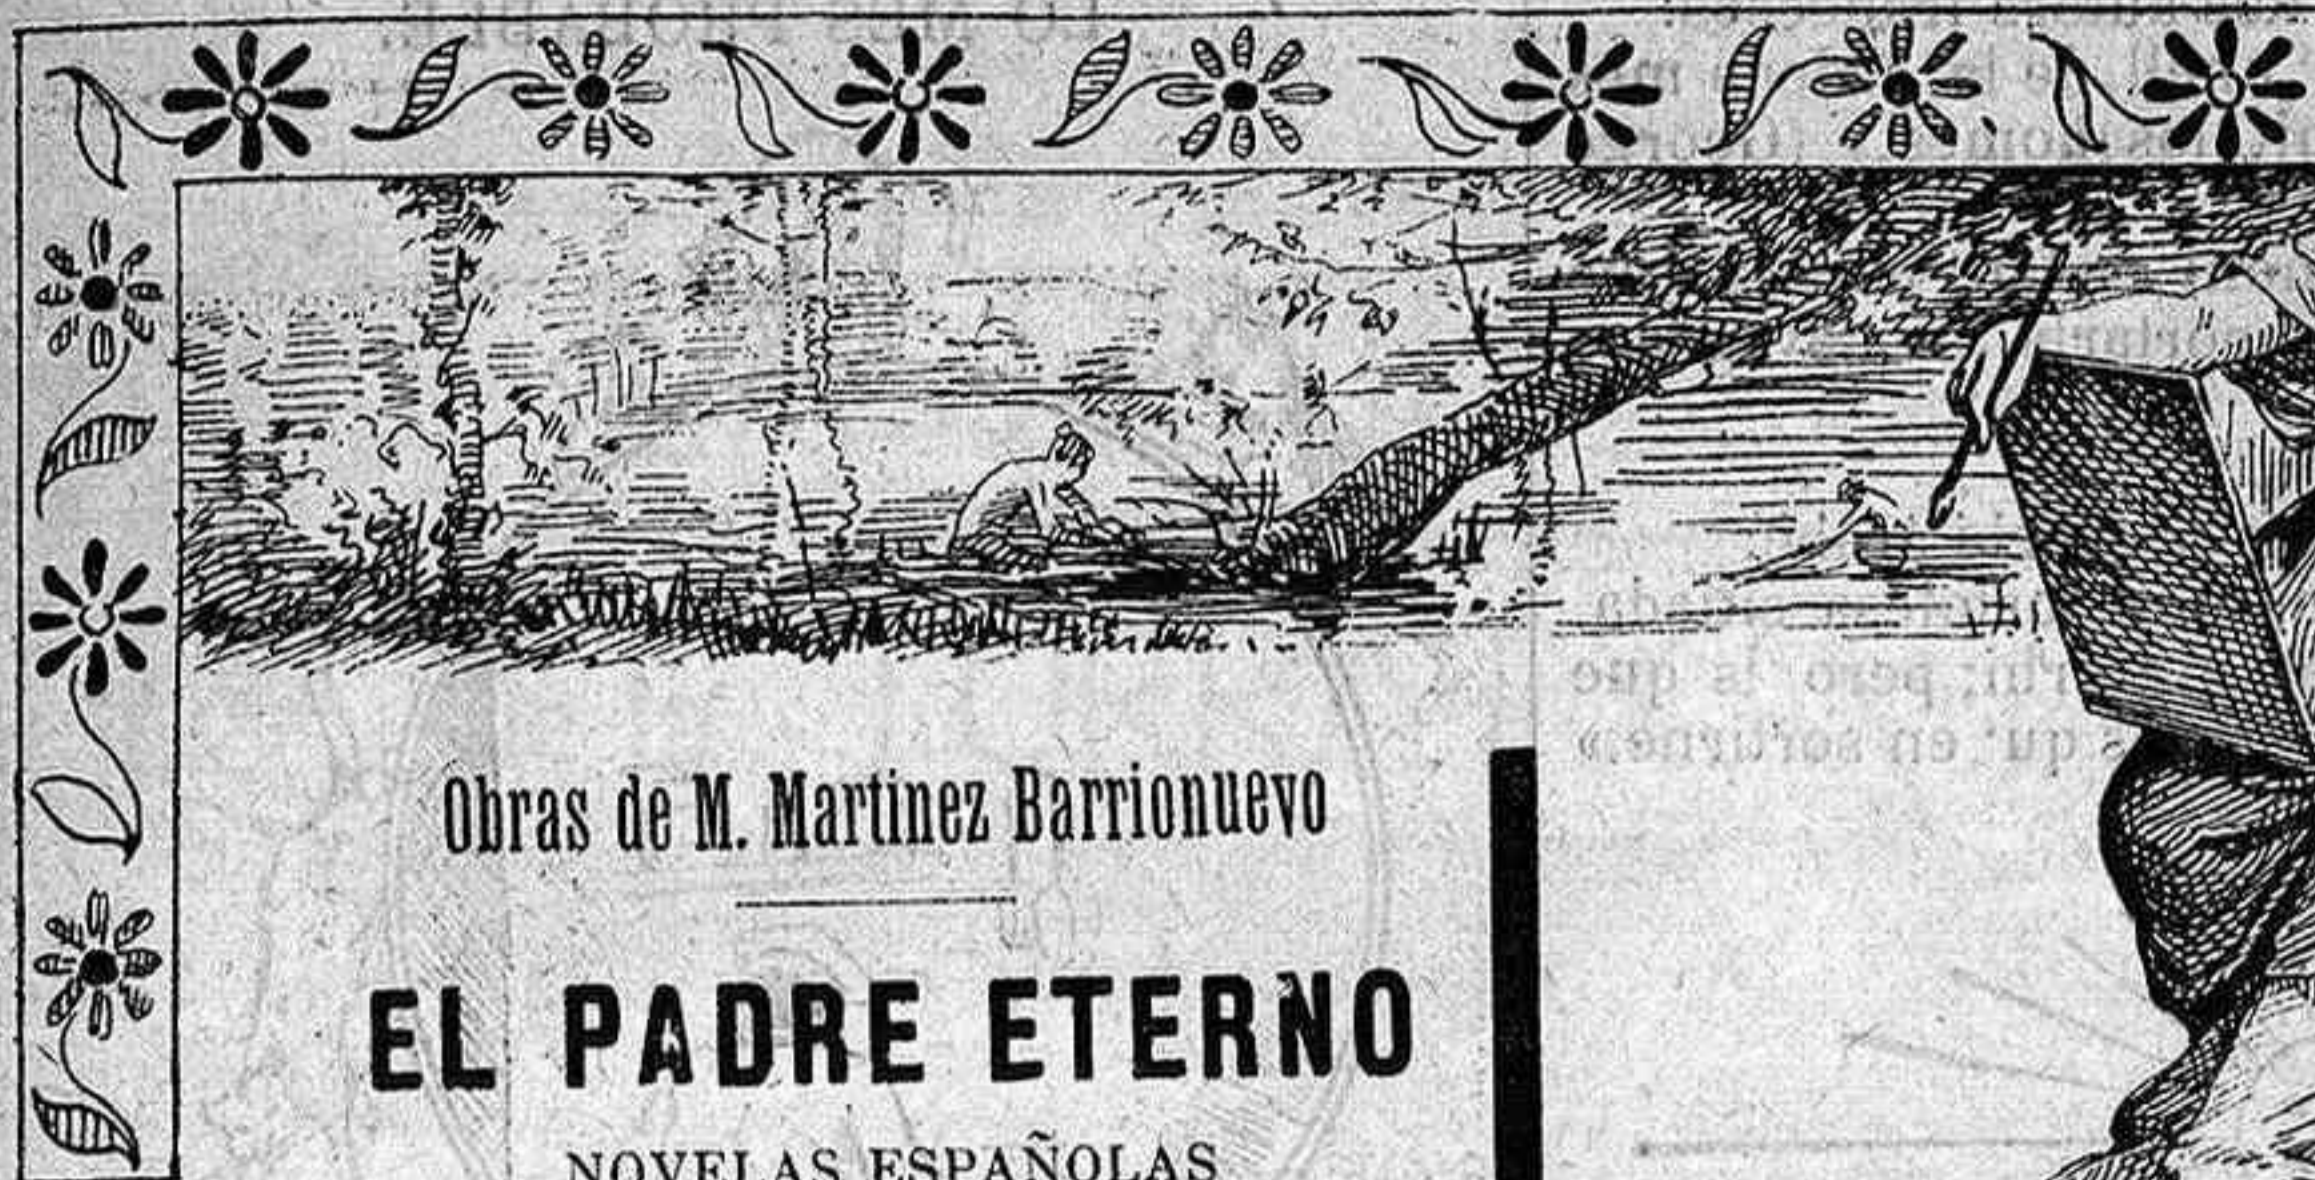 Obras de M. Martinez Barrionuevo
EL PADRE ETERNO
NOVELAS ESPAÑOLAS